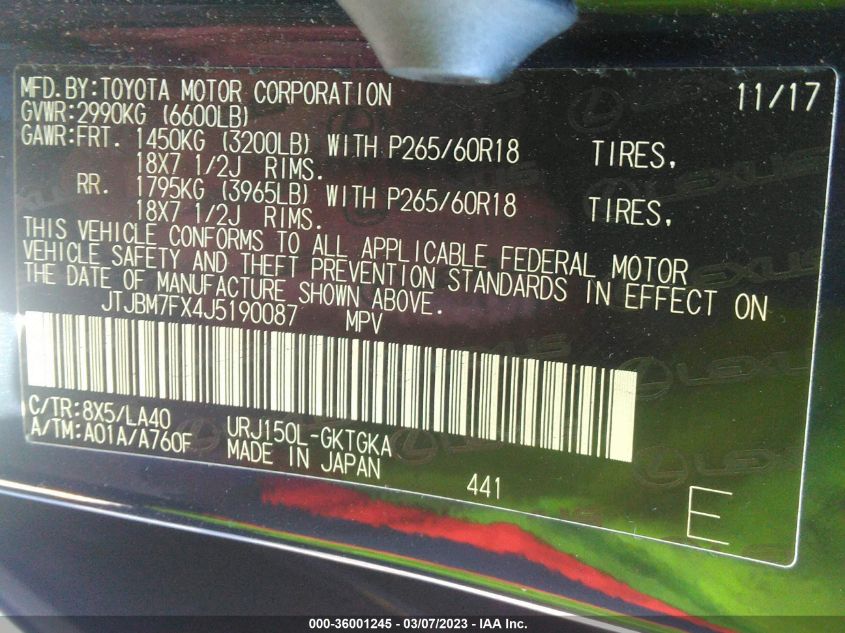 MFD.BY:TOYOTA MOTOR CORPORATION 11/17
GVWR:2990KG (6600LB)
GAWR:FRT. 1450KG (3200LB) WITH P265/60R18 TIRES,
18X7 1/2J RIMS.
RR. 1795KG (3965LB) WITH P265/60R18 TIRES,
18X7 1/2J RIMS.
THIS VEHICLE CONFORMS TO ALL APPLICABLE FEDERAL MOTOR
VEHICLE SAFETY AND THEFT PREVENTION STANDARDS IN EFFECT ON
THE DATE OF MANUFACTURE SHOWN ABOVE.
JTJBM7FX4J5190087 MPV
C/TR:8X5/LA40 URJ150L-GKTGKA
A/TM:A01A/A760F MADE IN JAPAN
441
E
LEXUS
000-36001245 - 03/07/2023 - IAA Inc.